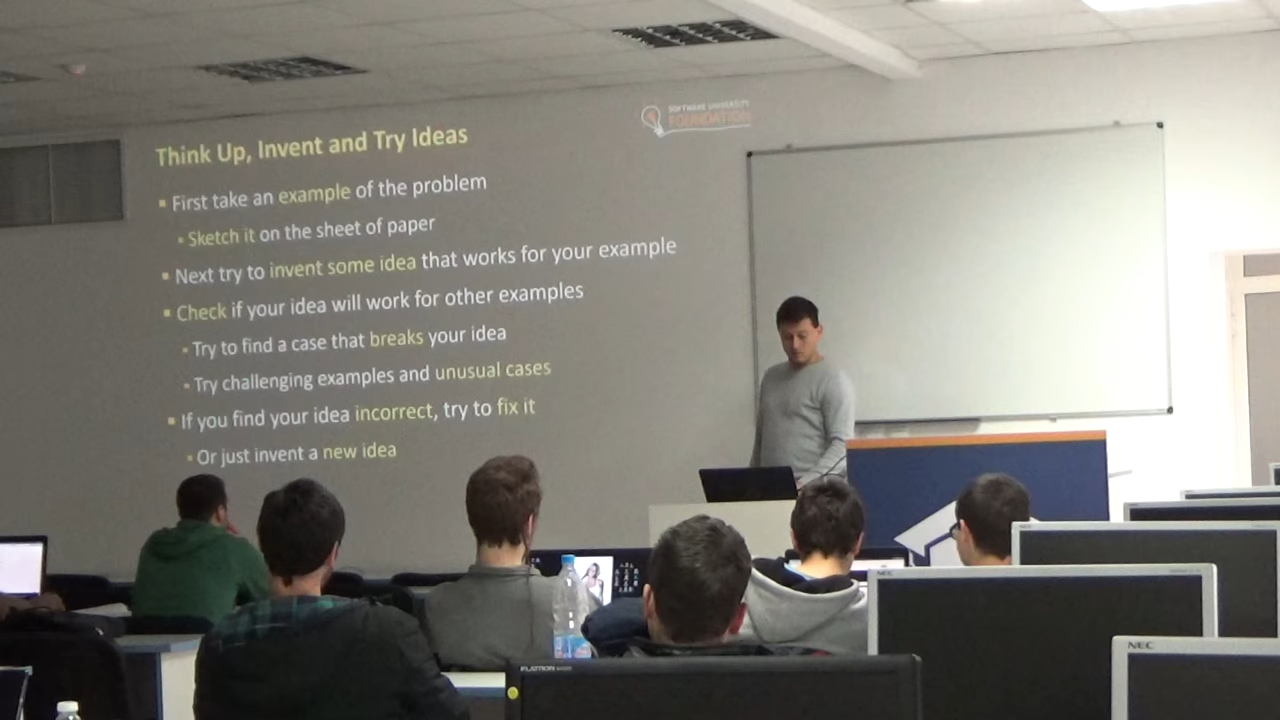 SOFTWARE UNIVERSITY
FOUNDATION
Think Up, Invent and Try Ideas
▪ First take an example of the problem
▪ Sketch it on the sheet of paper
▪ Next try to invent some idea that works for your example
▪ Check if your idea will work for other examples
▪ Try to find a case that breaks your idea
▪ Try challenging examples and unusual cases
▪ If you find your idea incorrect, try to fix it
▪ Or just invent a new idea
NEC
NEC
FLATRON